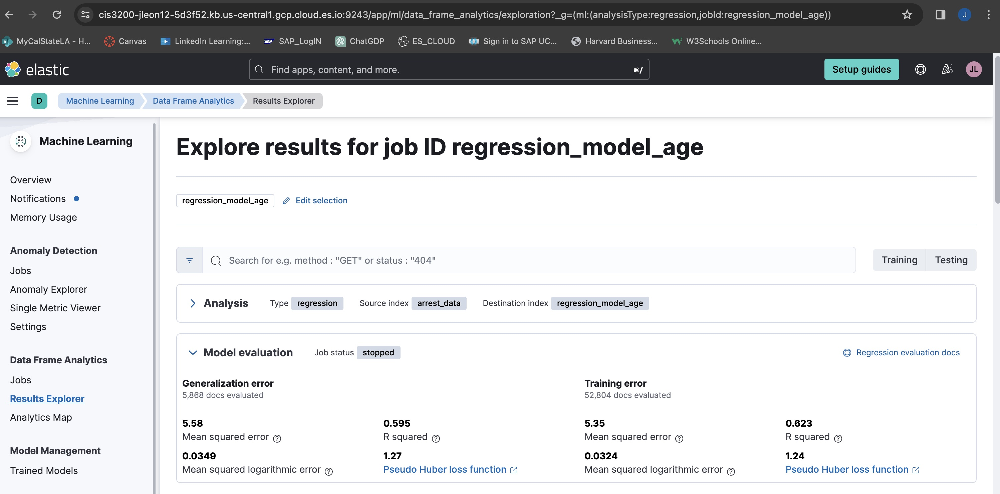 cis3200-jleon12-5d3f52.kb.us-central1.gcp.cloud.es.io:9243/app/ml/data_frame_analytics/exploration?_g=(ml:(analysisType:regression,jobId:regression_model_age))
J
MyCalStateLA - H... Canvas LinkedIn Learning:... SAP SAP_LogIN ChatGDP ES_CLOUD Sign in to SAP UC... Harvard Business... W3Schools Online...
elastic Find apps, content, and more. ⌘/ Setup guides JL
D Machine Learning Data Frame Analytics Results Explorer
Machine Learning
Overview
Notifications
Memory Usage
Anomaly Detection
Jobs
Anomaly Explorer
Single Metric Viewer
Settings
Data Frame Analytics
Jobs
Results Explorer
Analytics Map
Model Management
Trained Models
Explore results for job ID regression_model_age
regression_model_age Edit selection
Search for e.g. method : "GET" or status : "404" Training Testing
Analysis Type regression Source index arrest_data Destination index regression_model_age
Model evaluation Job status stopped Regression evaluation docs
Generalization error
5,868 docs evaluated
5.58 0.595
Mean squared error ? R squared ?
0.0349 1.27
Mean squared logarithmic error ? Pseudo Huber loss function
Training error
52,804 docs evaluated
5.35 0.623
Mean squared error ? R squared ?
0.0324 1.24
Mean squared logarithmic error ? Pseudo Huber loss function